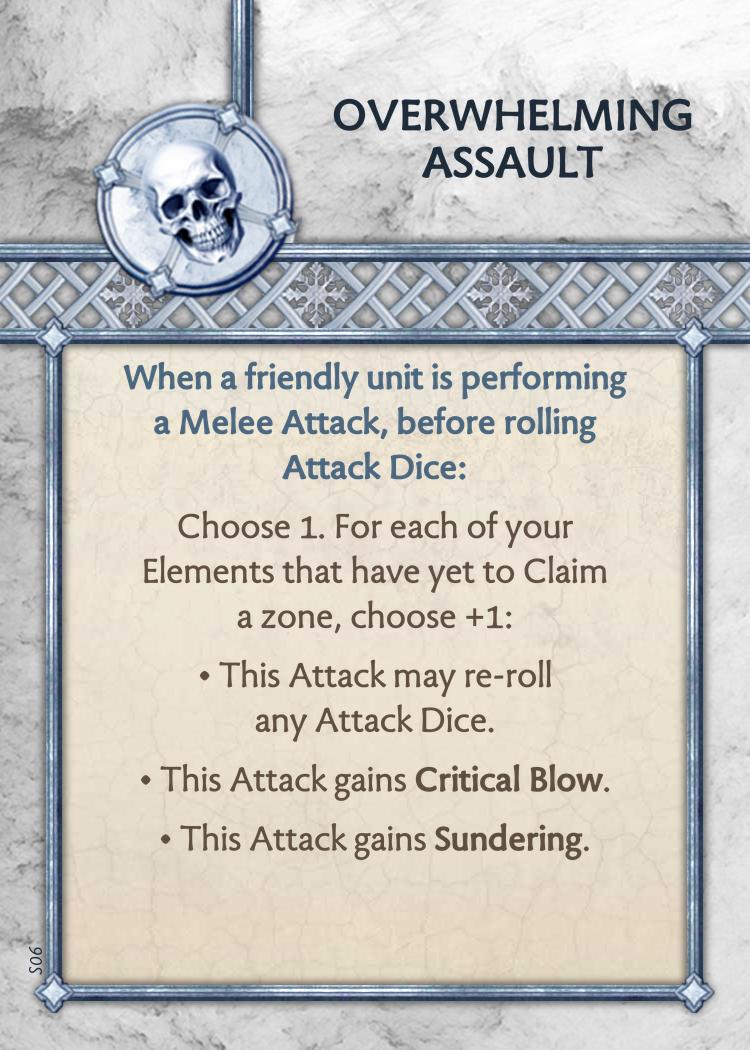 OVERWHELMING
ASSAULT
When a friendly unit is performing
a Melee Attack, before rolling
Attack Dice:
Choose 1. For each of your
Elements that have yet to Claim
a zone, choose +1:
• This Attack may re-roll
any Attack Dice.
• This Attack gains Critical Blow.
• This Attack gains Sundering.
S06